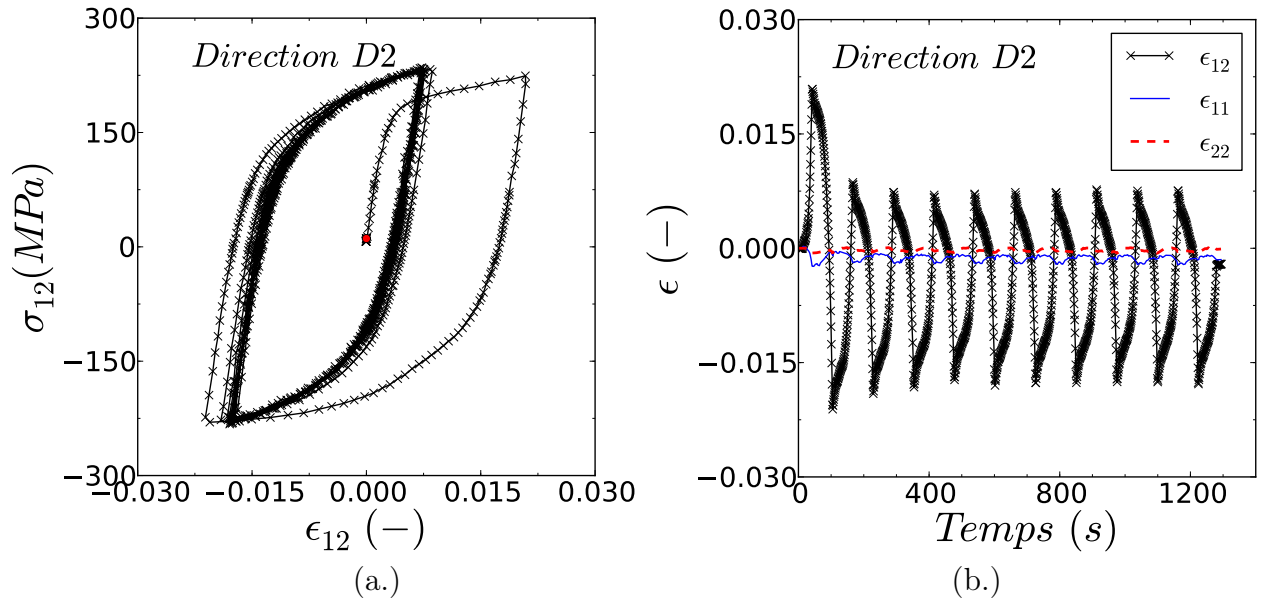 300
150
0
−150
−300
−0.030
−0.015
0.000
0.015
0.030
Direction D2
σ12(MPa)
ϵ12 (−)
(a.)
0.030
0.015
0.000
−0.015
−0.030
0
400
800
1200
Direction D2
ϵ12
ϵ11
ϵ22
ϵ (−)
Temps (s)
(b.)